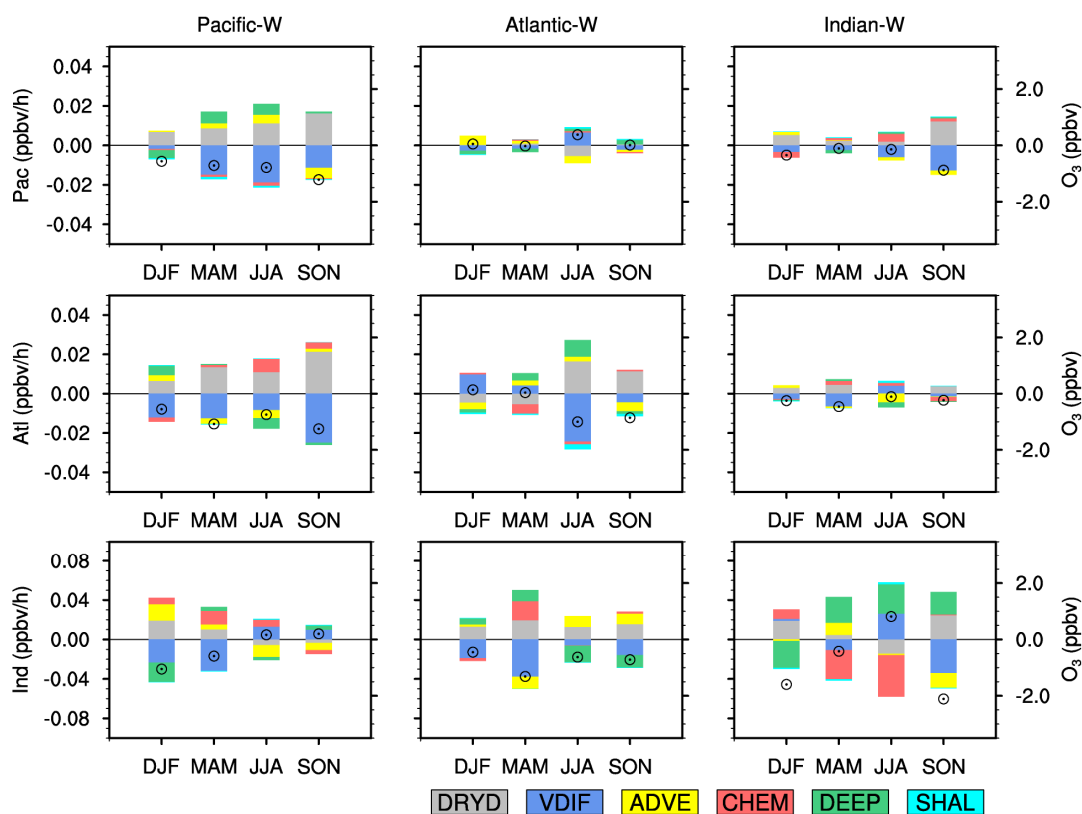 Pacific-W Atlantic-W Indian-W
Pac (ppbv/h)
0.04
0.02
0.00
-0.02
-0.04
2.0
0.0
-2.0
O3 (ppbv)
DJF MAM JJA SON DJF MAM JJA SON DJF MAM JJA SON
Atl (ppbv/h)
0.04
0.02
0.00
-0.02
-0.04
2.0
0.0
-2.0
O3 (ppbv)
DJF MAM JJA SON DJF MAM JJA SON DJF MAM JJA SON
Ind (ppbv/h)
0.08
0.04
0.00
-0.04
-0.08
2.0
0.0
-2.0
O3 (ppbv)
DJF MAM JJA SON DJF MAM JJA SON DJF MAM JJA SON
DRYD VDIF ADVE CHEM DEEP SHAL